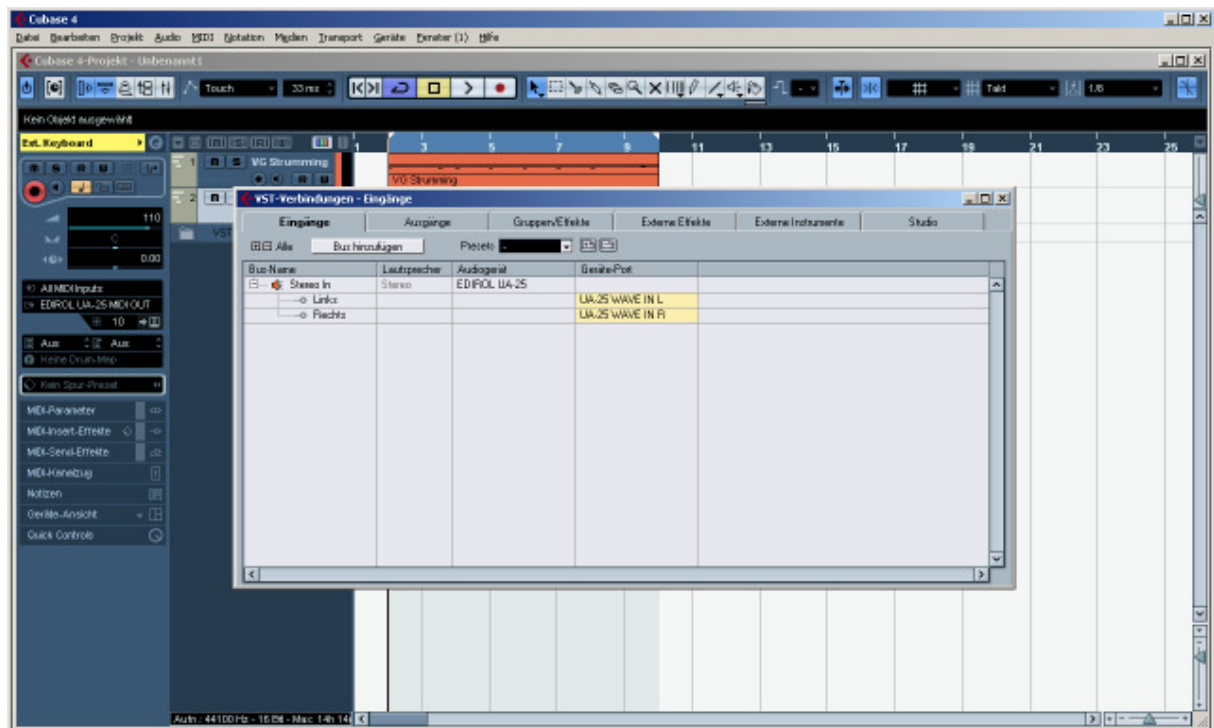 Cubase 4
Datei Bearbeiten Projekt Audio MIDI Notation Medien Transport Geräte Fenster (1) Hilfe
Cubase 4-Projekt - Unbenannt1
Touch 33 ms Takt 1/8
Kein Objekt ausgewählt
Ext. Keyboard
1 3 5 7 9 11 13 15 17 19 21 23 25
1 VG Strumming
VG Strumming
2
110
C
0.00
VST
All MIDI Inputs
EDIROL UA-25 MIDI OUT
10
Aus Aus
Keine Drum-Map
Kein Spur-Preset
MIDI-Parameter
MIDI-Insert-Effekte
MIDI-Send-Effekte
MIDI-Kanalzug
Notizen
Geräte-Ansicht
Quick Controls
VST-Verbindungen - Eingänge
Eingänge Ausgänge Gruppen/Effekte Externe Effekte Externe Instrumente Studio
Alle Bus hinzufügen Presets -
Bus-Name Lautsprecher Audiogerät Geräte-Port
Stereo In Stereo EDIROL UA-25
Links UA-25 WAVE IN L
Rechts UA-25 WAVE IN R
Aufn.: 44100 Hz - 16 Bit - Max: 14h 14